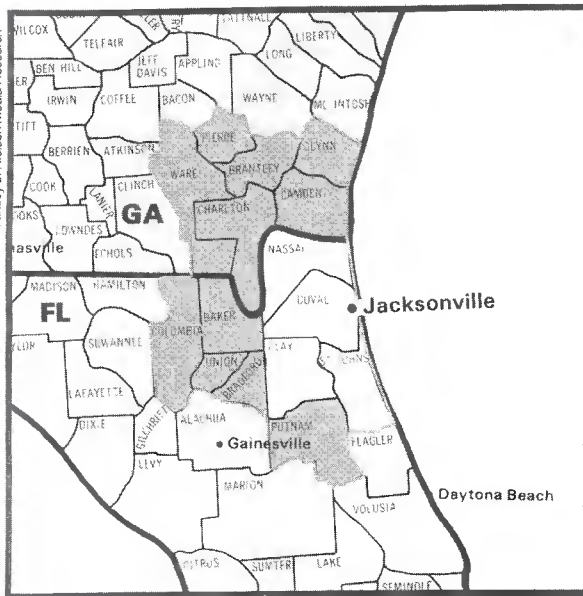 WILCOX
TELFAIR
TATTNALL
LIBERTY
JEFF DAVIS
APPLING
LONG
BEN HILL
IRWIN
COFFEE
BACON
WAYNE
MC INTOSH
TIFT
BERRIEN
ATKINSON
PIERCE
GLYNN
COOK
LANIER
CLINCH
WARE
BRANTLEY
CAMDEN
GA
CHARLTON
LOWNDES
ECHOLS
NASSAU
MADISON
HAMILTON
FL
COLUMBIA
BAKER
DUVAL
Jacksonville
SUWANNEE
UNION
CLAY
ST JOHNS
LAFAYETTE
BRADFORD
DIXIE
GILCHRIST
ALACHUA
PUTNAM
FLAGLER
Gainesville
LEVY
MARION
Daytona Beach
VOLUSIA
CITRUS
SUMTER
LAKE
SEMINOLE